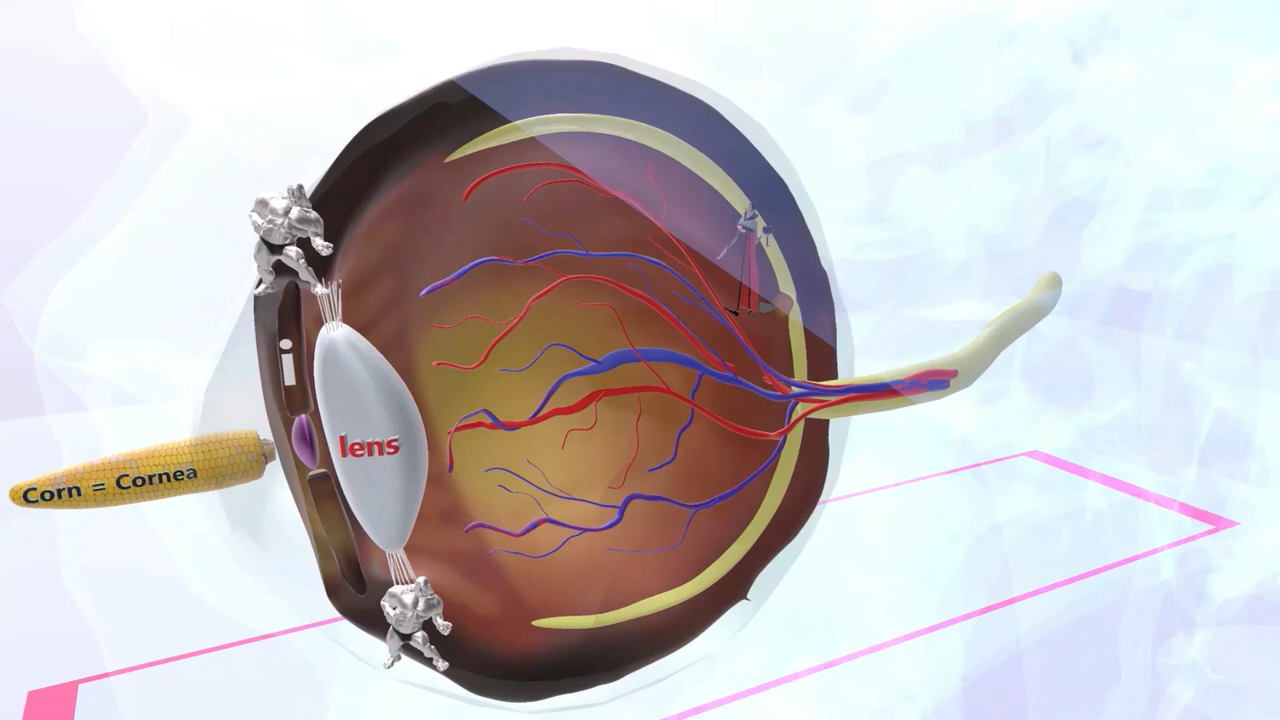 i
lens
Corn = Cornea
I